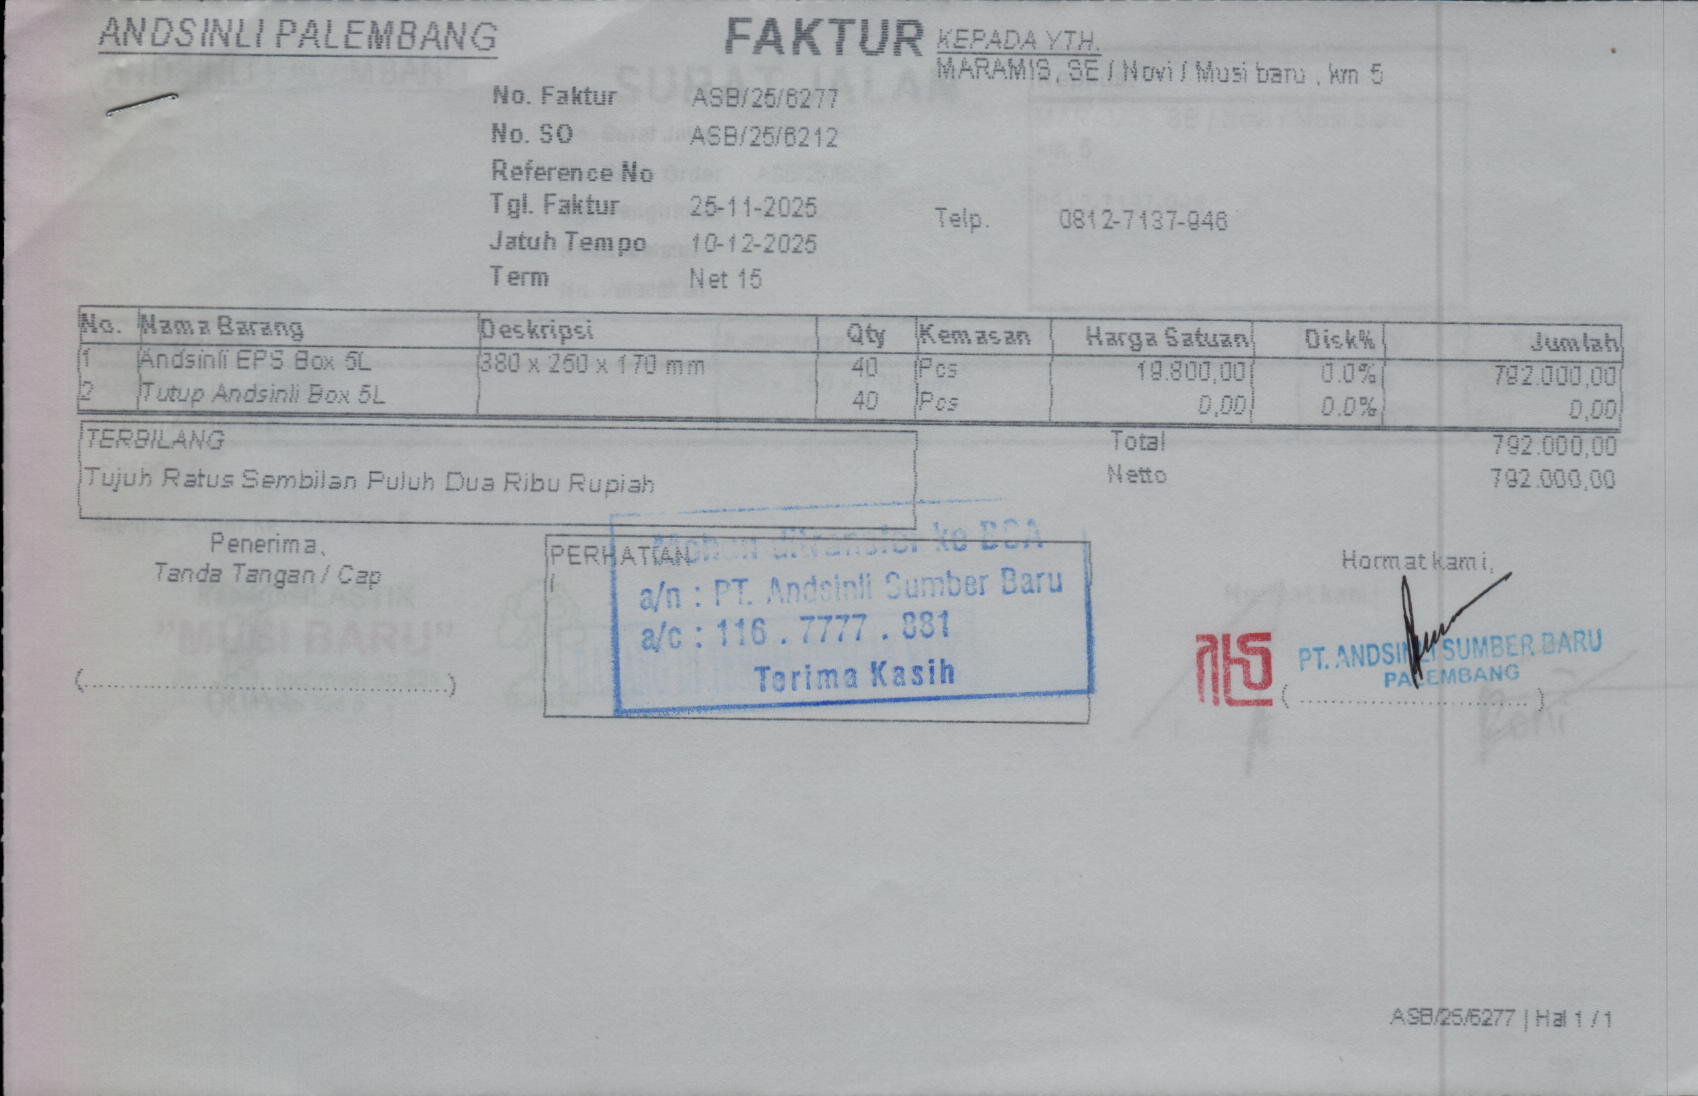 ANDSINLI PALEMBANG
FAKTUR
KEPADA YTH.
MARAMIS, SE / Novi / Musi baru , km 5
No. Faktur ASB/25/6277
No. SO ASB/25/6212
Reference No
Tgl. Faktur 25-11-2025
Telp. 0812-7137-946
Jatuh Tempo 10-12-2025
Term Net 15
No. Nama Barang Deskripsi Qty Kemasan Harga Satuan Disk% Jumlah
1 Andsinli EPS Box 5L 380 x 260 x 170 mm 40 Pcs 19.800,00 0.0% 792.000,00
2 Tutup Andsinli Box 5L 40 Pcs 0,00 0.0% 0,00
TERBILANG
Tujuh Ratus Sembilan Puluh Dua Ribu Rupiah
Total 792.000,00
Netto 792.000,00
Penerima,
Tanda Tangan / Cap
(........................................................)
PERHATIAN
Mohon ditransfer ke BCA
a/n : PT. Andsinli Sumber Baru
a/c : 116 . 7777 . 881
Terima Kasih
Hormat kami,
PT. ANDSINLI SUMBER BARU
PALEMBANG
(....................................)
"MUSI BARU"
ASB/25/6277 | Hal 1 / 1